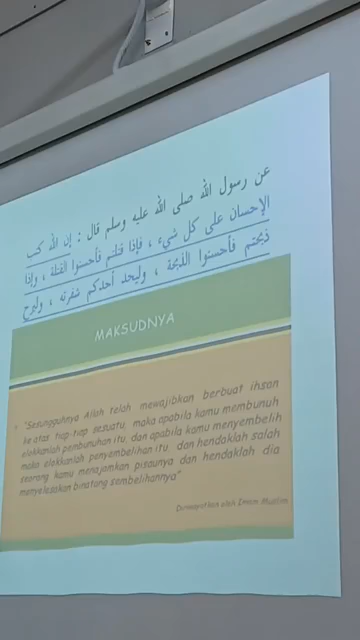 عن رسول الله صلى الله عليه وسلم قال : إن الله كتب
الإحسان على كل شيء ، فإذا قتلتم فأحسنوا القتلة ، وإذا
ذبحتم فأحسنوا الذبحة ، وليحد أحدكم شفرته ، وليرح
MAKSUDNYA
"Sesungguhnya Allah telah mewajibkan berbuat ihsan
ke atas tiap-tiap sesuatu, maka apabila kamu membunuh
elokkanlah pembunuhan itu, dan apabila kamu menyembelih
maka elokkanlah penyembelihan itu, dan hendaklah salah
seorang kamu menajamkan pisaunya dan hendaklah dia
menyelesakan binatang sembelihannya"
Diriwayatkan oleh Imam Muslim